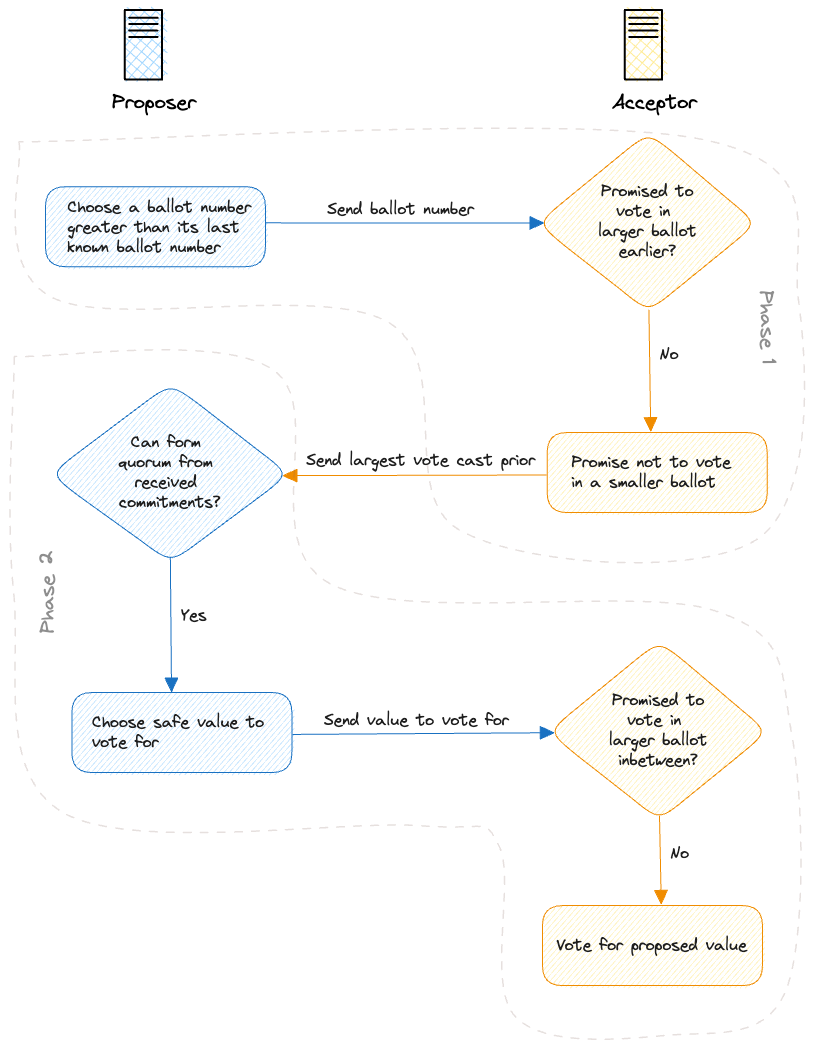 Proposer
Acceptor
Choose a ballot number
greater than its last
known ballot number
Send ballot number
Promised to
vote in
larger ballot
earlier?
Phase 1
No
Can form
quorum from
received
commitments?
Send largest vote cast prior
Promise not to vote
in a smaller ballot
Phase 2
Yes
Choose safe value to
vote for
Send value to vote for
Promised to
vote in
larger ballot
inbetween?
No
Vote for proposed value